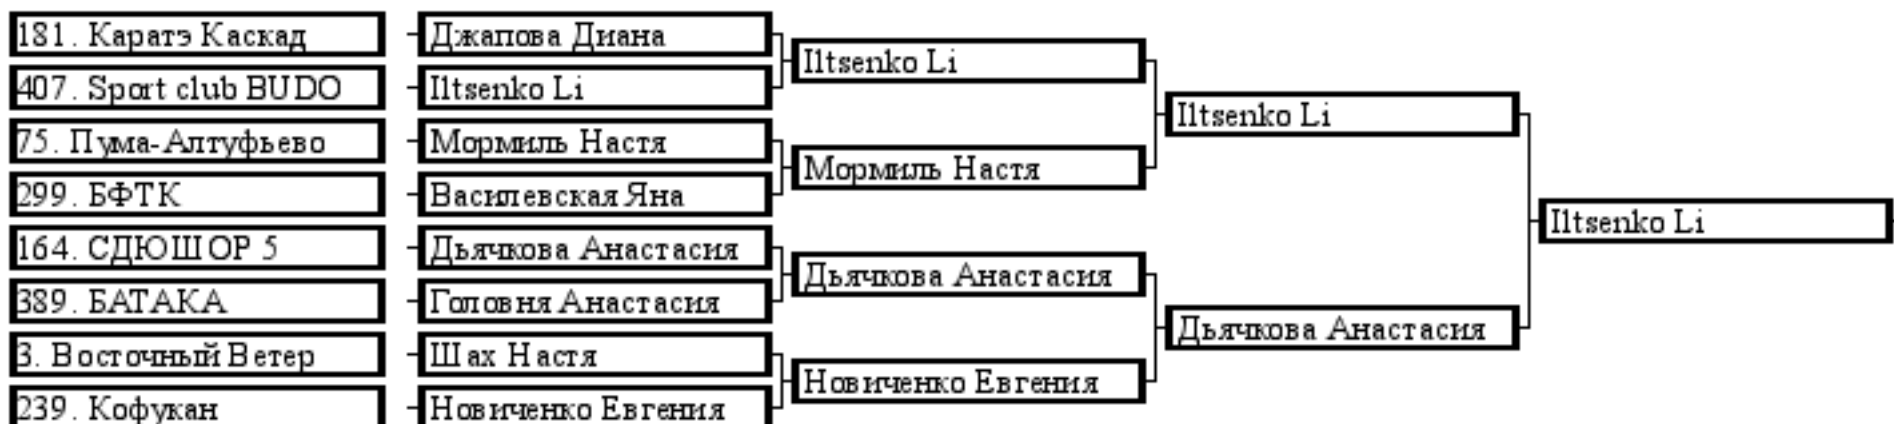 181. Каратэ Каскад
Джапова Диана
407. Sport club BUDO
Iltsenko Li
75. Пума-Алтуфьево
Мормиль Настя
299. БФТК
Василевская Яна
164. СДЮШОР 5
Дьячкова Анастасия
389. БАТАКА
Головня Анастасия
3. Восточный Ветер
Шах Настя
239. Кофукан
Новиченко Евгения
Iltsenko Li
Мормиль Настя
Дьячкова Анастасия
Новиченко Евгения
Iltsenko Li
Дьячкова Анастасия
Iltsenko Li